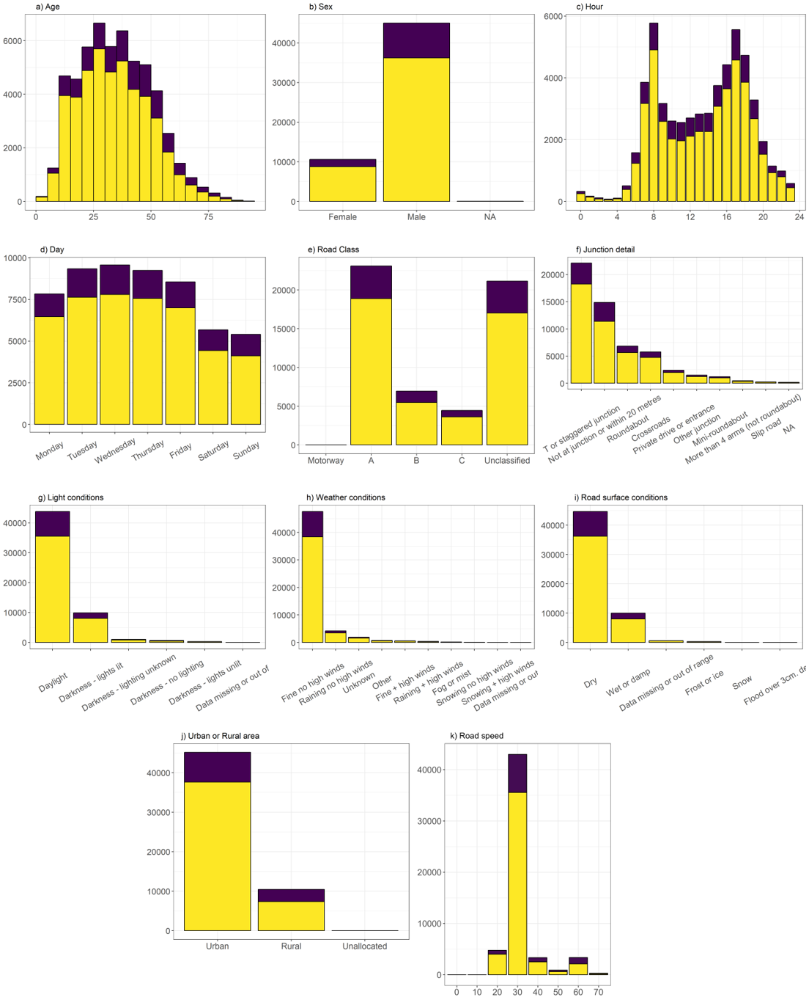 a) Age
6000
4000
2000
0
0 25 50 75
b) Sex
40000
30000
20000
10000
0
Female Male NA
c) Hour
6000
4000
2000
0
0 4 8 12 16 20 24
d) Day
10000
7500
5000
2500
0
Monday
Tuesday
Wednesday
Thursday
Friday
Saturday
Sunday
e) Road Class
20000
15000
10000
5000
0
Motorway A B C Unclassified
f) Junction detail
20000
15000
10000
5000
0
T or staggered junction
Not at junction or within 20 metres
Roundabout
Crossroads
Private drive or entrance
Other junction
Mini-roundabout
More than 4 arms (not roundabout)
Slip road
NA
g) Light conditions
40000
30000
20000
10000
0
Daylight
Darkness - lights lit
Darkness - lighting unknown
Darkness - no lighting
Darkness - lights unlit
Data missing or out of
h) Weather conditions
40000
30000
20000
10000
0
Fine no high winds
Raining no high winds
Unknown
Other
Fine + high winds
Raining + high winds
Fog or mist
Snowing no high winds
Snowing + high winds
Data missing or out
i) Road surface conditions
40000
30000
20000
10000
0
Dry
Wet or damp
Data missing or out of range
Frost or ice
Snow
Flood over 3cm. de
j) Urban or Rural area
40000
30000
20000
10000
0
Urban Rural Unallocated
k) Road speed
40000
30000
20000
10000
0
0 10 20 30 40 50 60 70